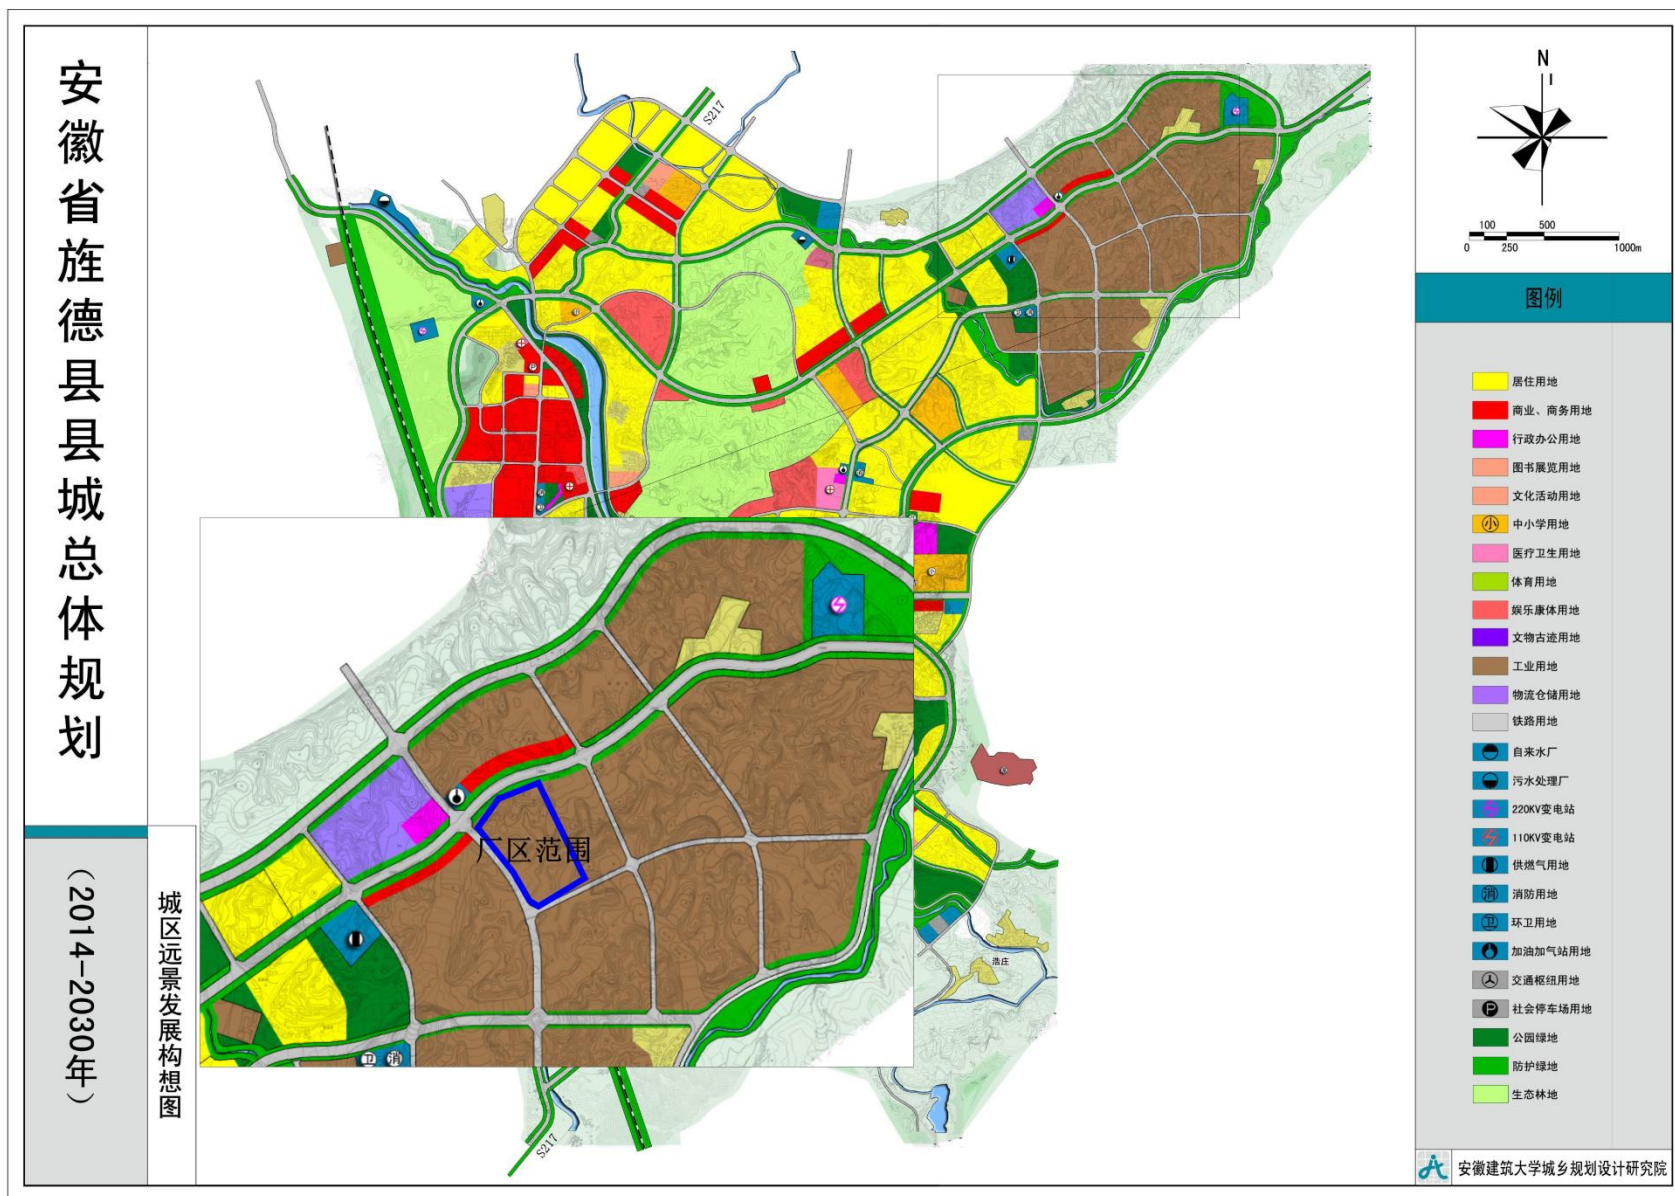 安徽省旌德县县城总体规划
（2014-2030年）
城区远景发展构想图
S217
S217
浩庄
厂区范围
卫
消
N
100
500
0
250
1000m
图例
居住用地
商业、商务用地
行政办公用地
图书展览用地
文化活动用地
小
中小学用地
医疗卫生用地
体育用地
娱乐康体用地
文物古迹用地
工业用地
物流仓储用地
铁路用地
自来水厂
污水处理厂
220KV变电站
110KV变电站
供燃气用地
消
消防用地
卫
环卫用地
加油加气站用地
交通枢纽用地
P
社会停车场用地
公园绿地
防护绿地
生态林地
安徽建筑大学城乡规划设计研究院